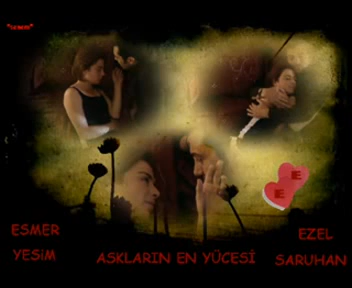 ESMER
YESİM
ASKLARIN EN YÜCESİ
EZEL
SARUHAN
E
E